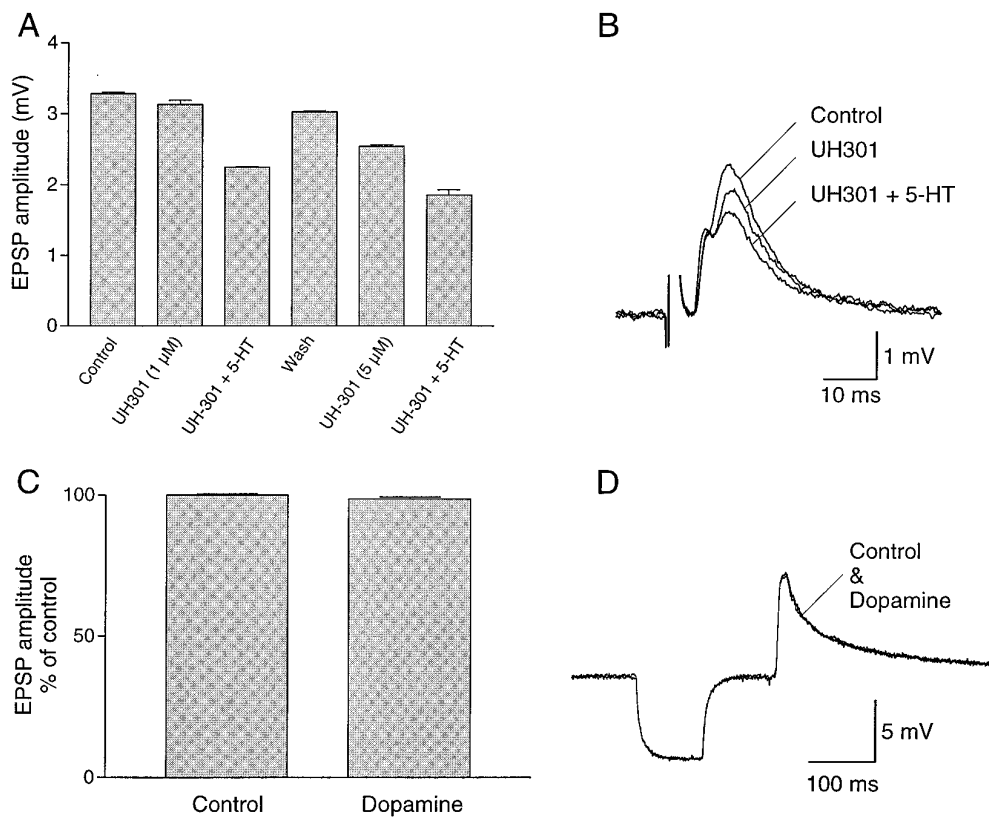 A
EPSP amplitude (mV)
4
3
2
1
0
Control
UH301 (1 µM)
UH-301 + 5-HT
Wash
UH-301 (5 µM)
UH-301 + 5-HT
B
Control
UH301
UH301 + 5-HT
1 mV
10 ms
C
EPSP amplitude
% of control
100
50
0
Control
Dopamine
D
Control
&
Dopamine
5 mV
100 ms